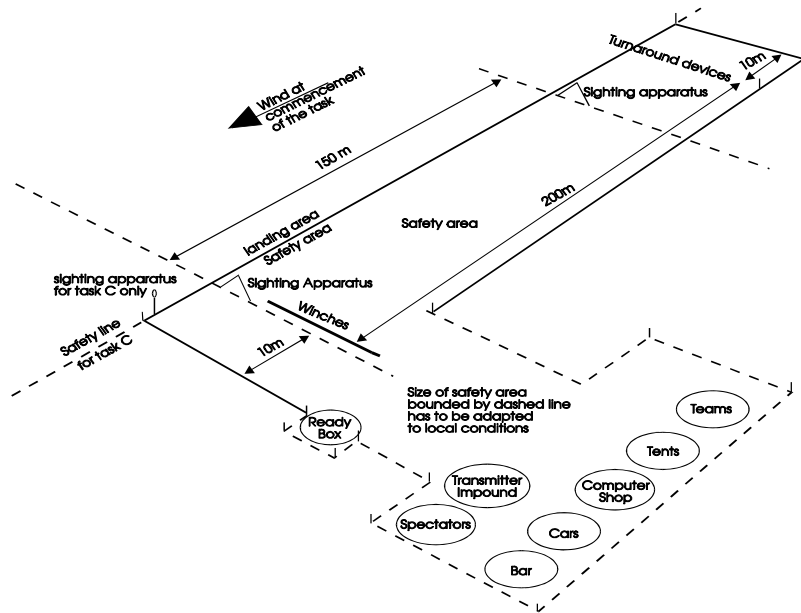 Turnaround devices
10m
Wind at
commencement
of the task
Sighting apparatus
150 m
200m
landing area
Safety area
Safety area
sighting apparatus
for task C only
Sighting Apparatus
Winches
Safety line
for task C
10m
Size of safety area
bounded by dashed line
has to be adapted
to local conditions
Ready
Box
Teams
Tents
Transmitter
Impound
Computer
Shop
Spectators
Cars
Bar